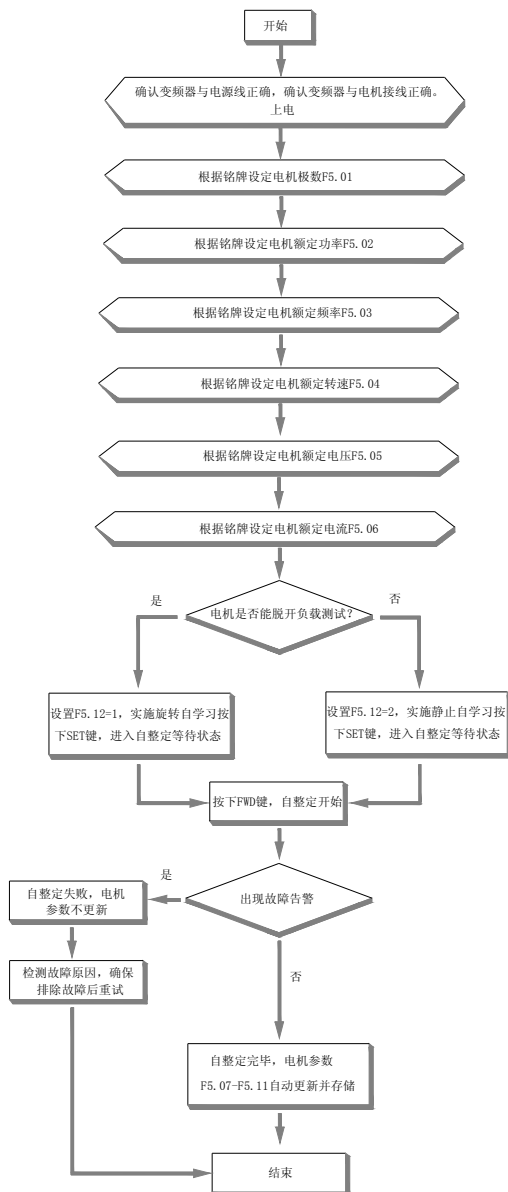 开始
确认变频器与电源线正确，确认变频器与电机接线正确。
上电
根据铭牌设定电机极数F5.01
根据铭牌设定电机额定功率F5.02
根据铭牌设定电机额定频率F5.03
根据铭牌设定电机额定转速F5.04
根据铭牌设定电机额定电压F5.05
根据铭牌设定电机额定电流F5.06
电机是否能脱开负载测试?
是
否
设置F5.12=1，实施旋转自学习按
下SET键，进入自整定等待状态
设置F5.12=2，实施静止自学习按
下SET键，进入自整定等待状态
按下FWD键，自整定开始
出现故障告警
是
自整定失败，电机
参数不更新
检测故障原因，确保
排除故障后重试
否
自整定完毕，电机参数
F5.07-F5.11自动更新并存储
结束